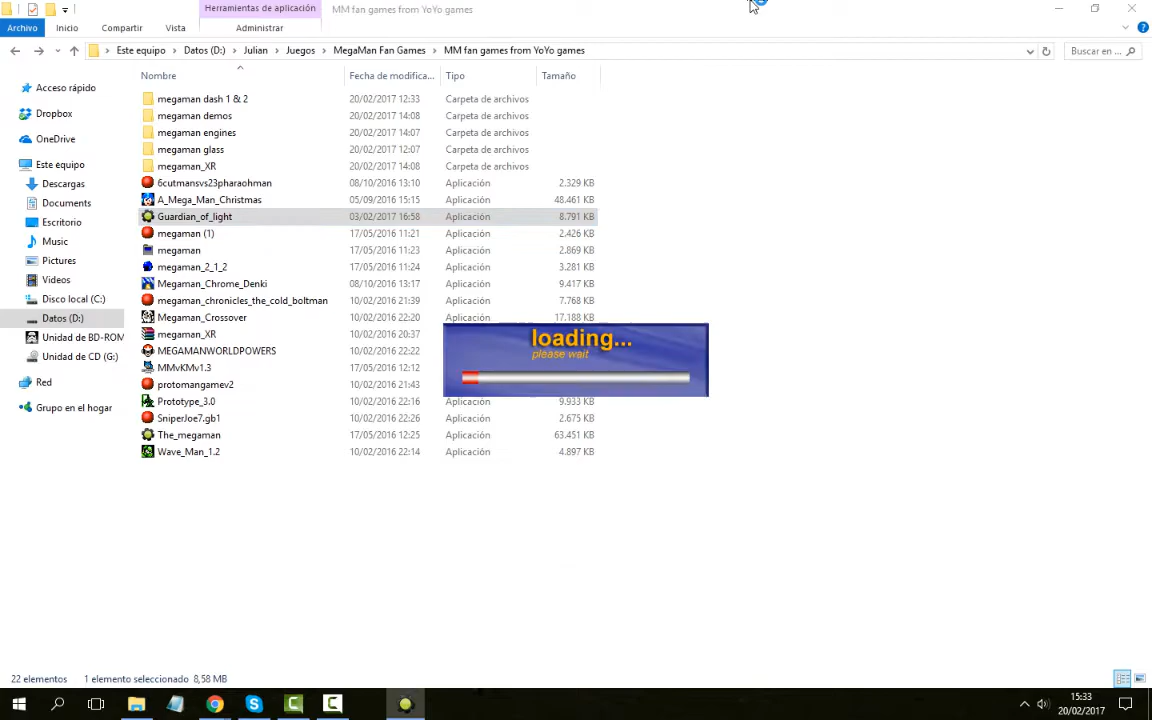 Herramientas de aplicación
MM fan games from YoYo games
Archivo
Inicio
Compartir
Vista
Administrar
Este equipo
Datos (D:)
Julian
Juegos
MegaMan Fan Games
MM fan games from YoYo games
Buscar en ...
Nombre
Fecha de modifica...
Tipo
Tamaño
Acceso rápido
Dropbox
OneDrive
Este equipo
Descargas
Documents
Escritorio
Music
Pictures
Videos
Disco local (C:)
Datos (D:)
Unidad de BD-ROM
Unidad de CD (G:)
Red
Grupo en el hogar
megaman dash 1 & 2 20/02/2017 12:33 Carpeta de archivos
megaman demos 20/02/2017 14:08 Carpeta de archivos
megaman engines 20/02/2017 14:07 Carpeta de archivos
megaman glass 20/02/2017 12:07 Carpeta de archivos
megaman_XR 20/02/2017 14:08 Carpeta de archivos
6cutmansvs23pharaohman 08/10/2016 13:10 Aplicación 2.329 KB
A_Mega_Man_Christmas 05/09/2016 15:15 Aplicación 48.461 KB
Guardian_of_light 03/02/2017 16:58 Aplicación 8.791 KB
megaman (1) 17/05/2016 11:21 Aplicación 2.426 KB
megaman 17/05/2016 11:23 Aplicación 2.869 KB
megaman_2_1_2 17/05/2016 11:24 Aplicación 3.281 KB
Megaman_Chrome_Denki 08/10/2016 13:17 Aplicación 9.417 KB
megaman_chronicles_the_cold_boltman 10/02/2016 21:39 Aplicación 7.768 KB
Megaman_Crossover 10/02/2016 22:20 Aplicación 17.188 KB
megaman_XR 10/02/2016 20:37
MEGAMANWORLDPOWERS 10/02/2016 22:22
MMvKMv1.3 17/05/2016 12:12
protomangamev2 10/02/2016 21:43
Prototype_3.0 10/02/2016 22:16 Aplicación 9.933 KB
SniperJoe7.gb1 10/02/2016 22:26 Aplicación 2.675 KB
The_megaman 17/05/2016 12:25 Aplicación 63.451 KB
Wave_Man_1.2 10/02/2016 22:14 Aplicación 4.897 KB
loading...
please wait
22 elementos
1 elemento seleccionado 8,58 MB
15:33
20/02/2017